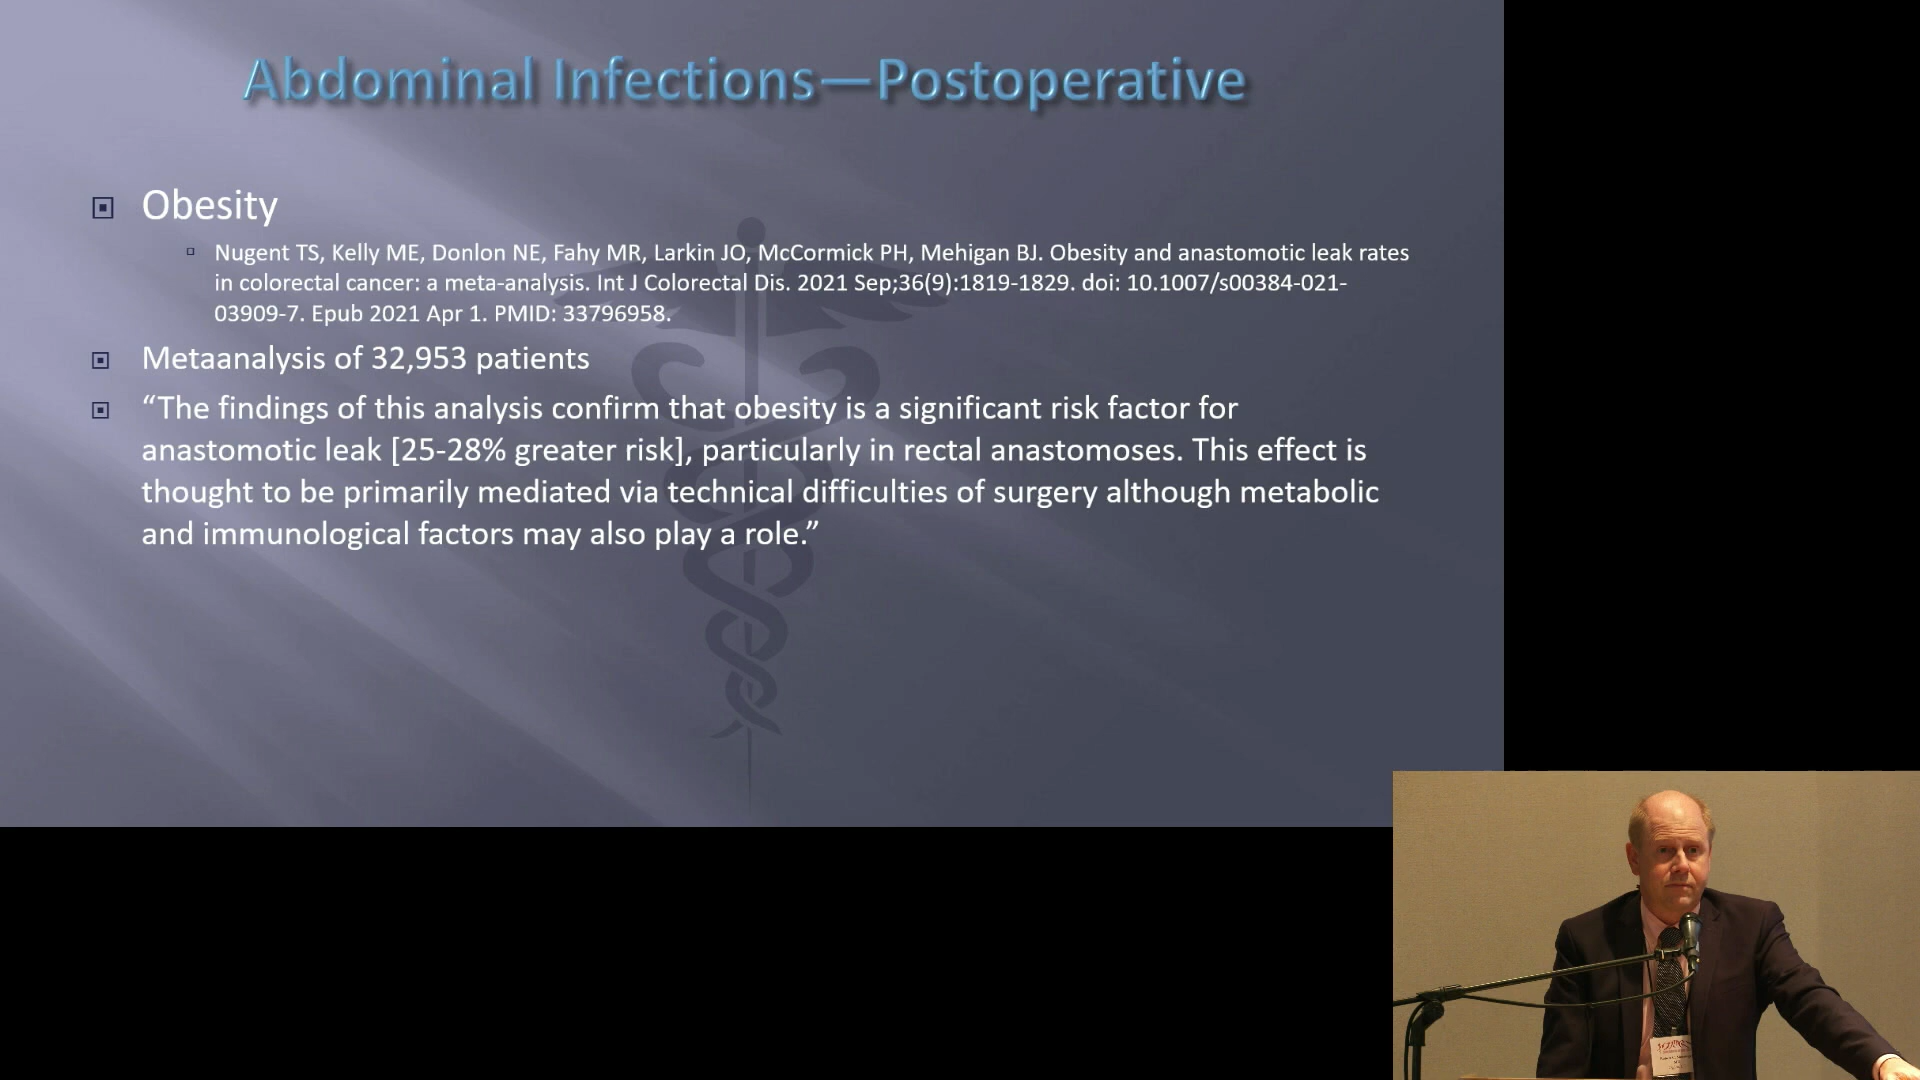 Abdominal Infections—Postoperative
Obesity
Nugent TS, Kelly ME, Donlon NE, Fahy MR, Larkin JO, McCormick PH, Mehigan BJ. Obesity and anastomotic leak rates
in colorectal cancer: a meta-analysis. Int J Colorectal Dis. 2021 Sep;36(9):1819-1829. doi: 10.1007/s00384-021-
03909-7. Epub 2021 Apr 1. PMID: 33796958.
Metaanalysis of 32,953 patients
“The findings of this analysis confirm that obesity is a significant risk factor for
anastomotic leak [25-28% greater risk], particularly in rectal anastomoses. This effect is
thought to be primarily mediated via technical difficulties of surgery although metabolic
and immunological factors may also play a role.”